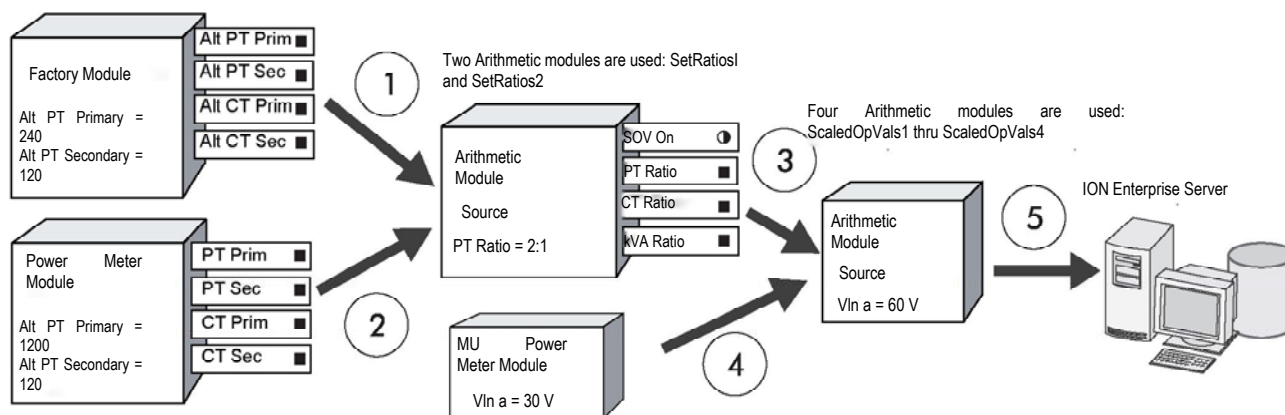 Factory Module
Alt PT Primary =
240
Alt PT Secondary =
120
Alt PT Prim
Alt PT Sec
Alt CT Prim
Alt CT Sec
1
Power Meter
Module
Alt PT Primary =
1200
Alt PT Secondary =
120
PT Prim
PT Sec
CT Prim
CT Sec
2
Two Arithmetic modules are used: SetRatiosl
and SetRatios2
Arithmetic
Module
Source
PT Ratio = 2:1
SOV On
PT Ratio
CT Ratio
kVA Ratio
3
MU Power
Meter Module
Vln a = 30 V
4
Four Arithmetic modules are used:
ScaledOpVals1 thru ScaledOpVals4
Arithmetic
Module
Source
Vln a = 60 V
5
ION Enterprise Server